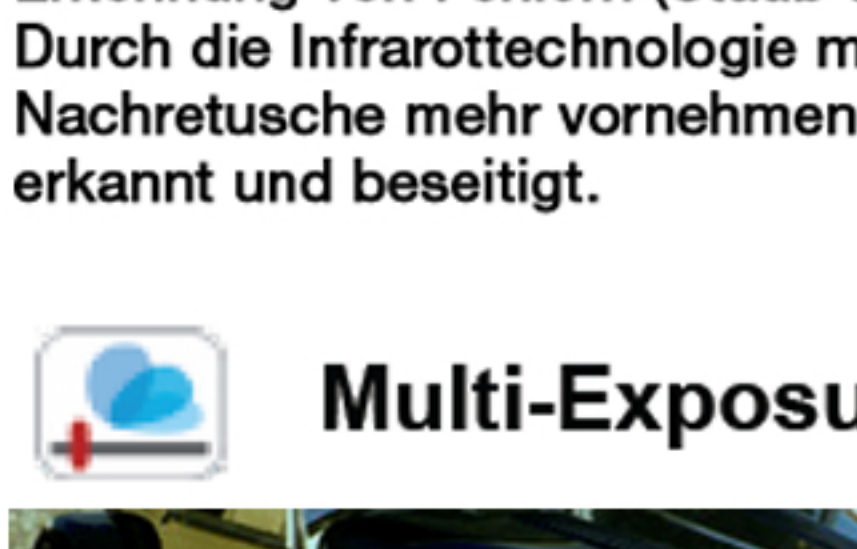 Durch die Infrarottechnologie m
Nachretusche mehr vornehmen
erkannt und beseitigt.
Multi-Exposu